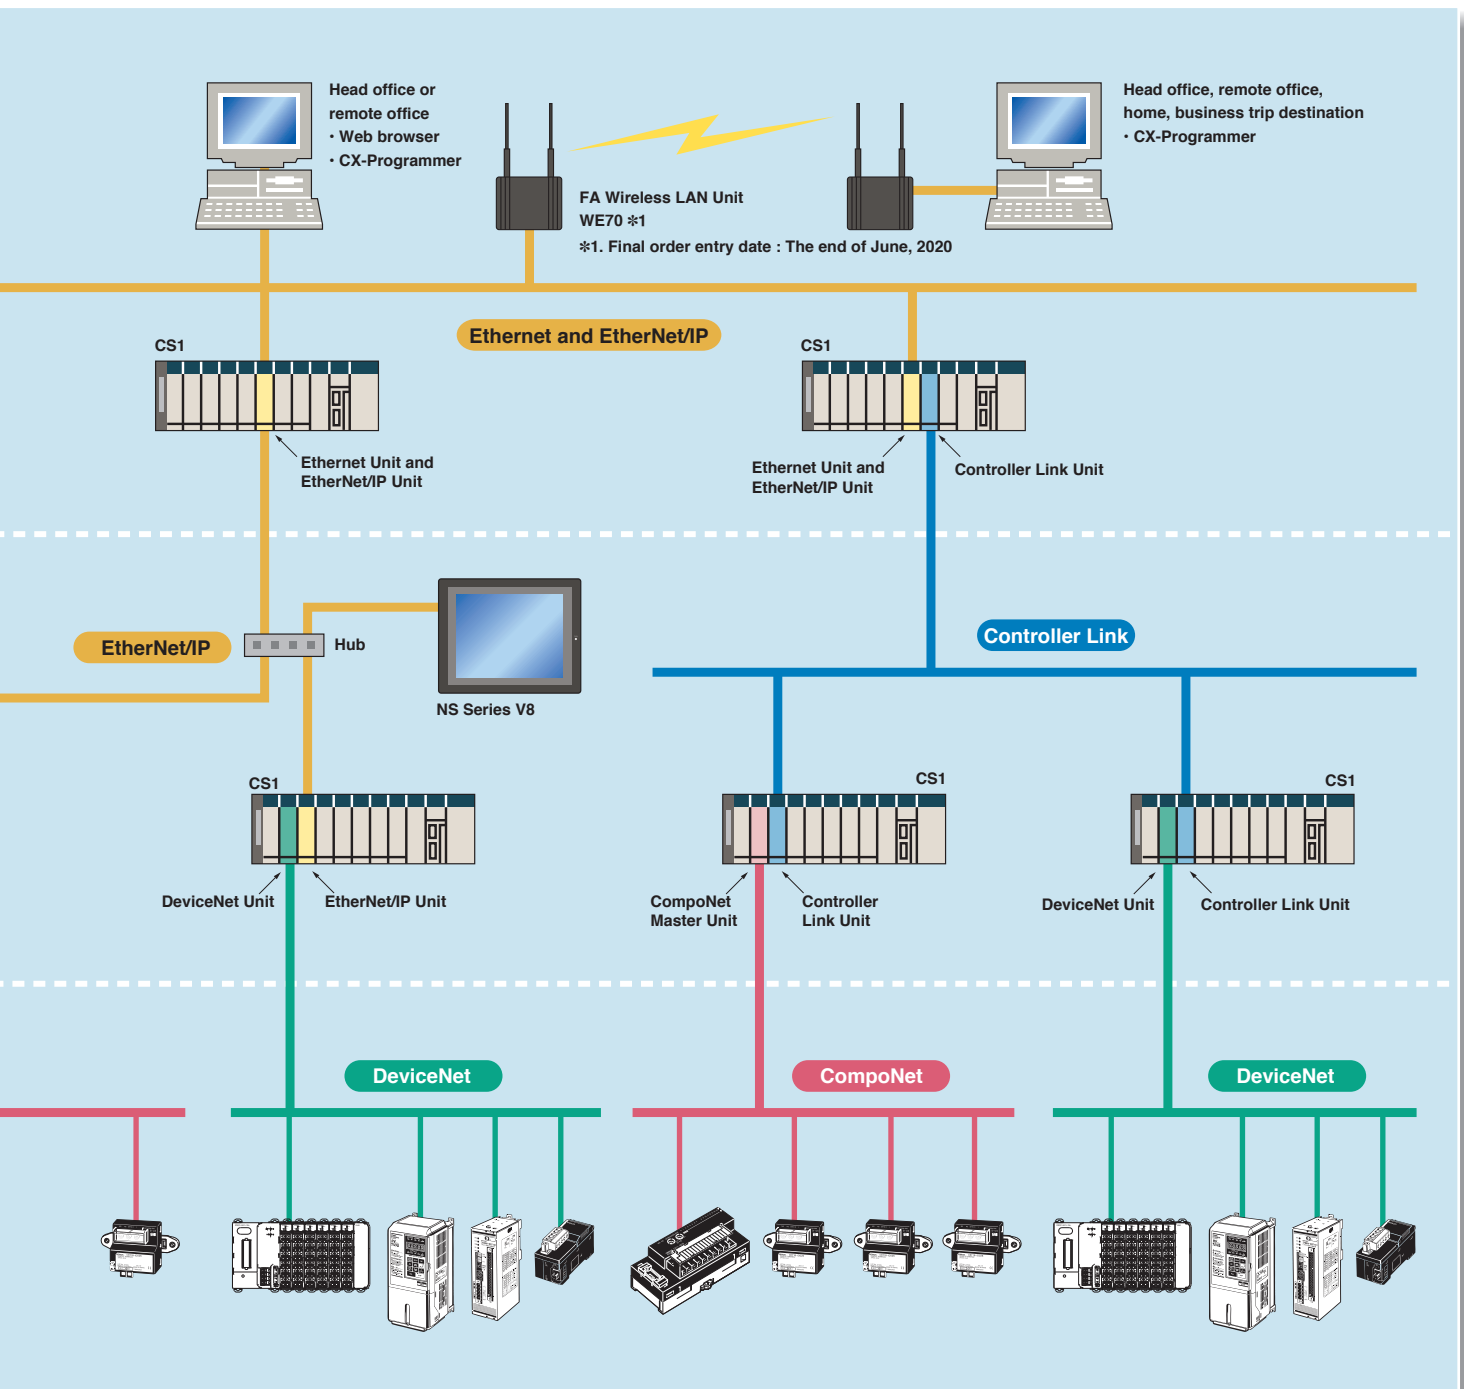 Head office or
remote office
・Web browser
・CX-Programmer
Head office, remote office,
home, business trip destination
・CX-Programmer
FA Wireless LAN Unit
WE70 ✻1
✻1. Final order entry date : The end of June, 2020
Ethernet and EtherNet/IP
CS1
CS1
Ethernet Unit and
EtherNet/IP Unit
Ethernet Unit and
EtherNet/IP Unit
Controller Link Unit
EtherNet/IP
Hub
NS Series V8
Controller Link
CS1
CS1
CS1
DeviceNet Unit
EtherNet/IP Unit
CompoNet
Master Unit
Controller
Link Unit
DeviceNet Unit
Controller Link Unit
DeviceNet
CompoNet
DeviceNet